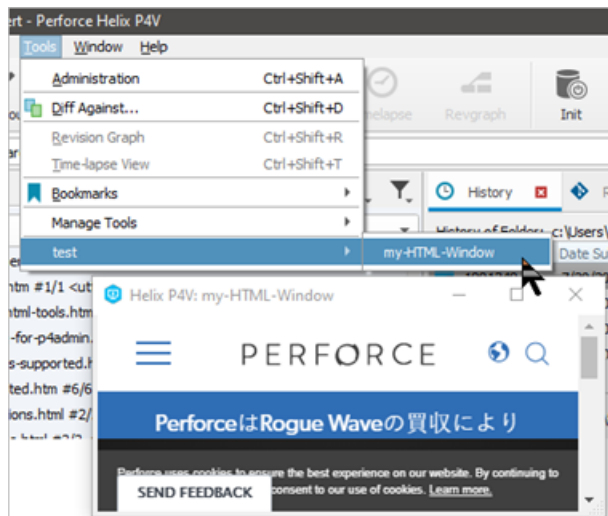 ert - Perforce Helix P4V
Tools Window Help
Administration Ctrl+Shift+A
Diff Against... Ctrl+Shift+D
Revision Graph Ctrl+Shift+R
Time-lapse View Ctrl+Shift+T
Bookmarks
Manage Tools
test
my-HTML-Window
nelapse Revgraph Init
History
History of Folder: c:\Users\
Date Su
htm #1/1 <ut
html-tools.htm
-for-p4admin.
s-supported.h
ted.htm #6/6
ions.html #2/
Helix P4V: my-HTML-Window
PERFORCE
PerforceはRogue Waveの買収により
Perforce uses cookies to ensure the best experience on our website. By continuing to
consent to our use of cookies. Learn more.
SEND FEEDBACK